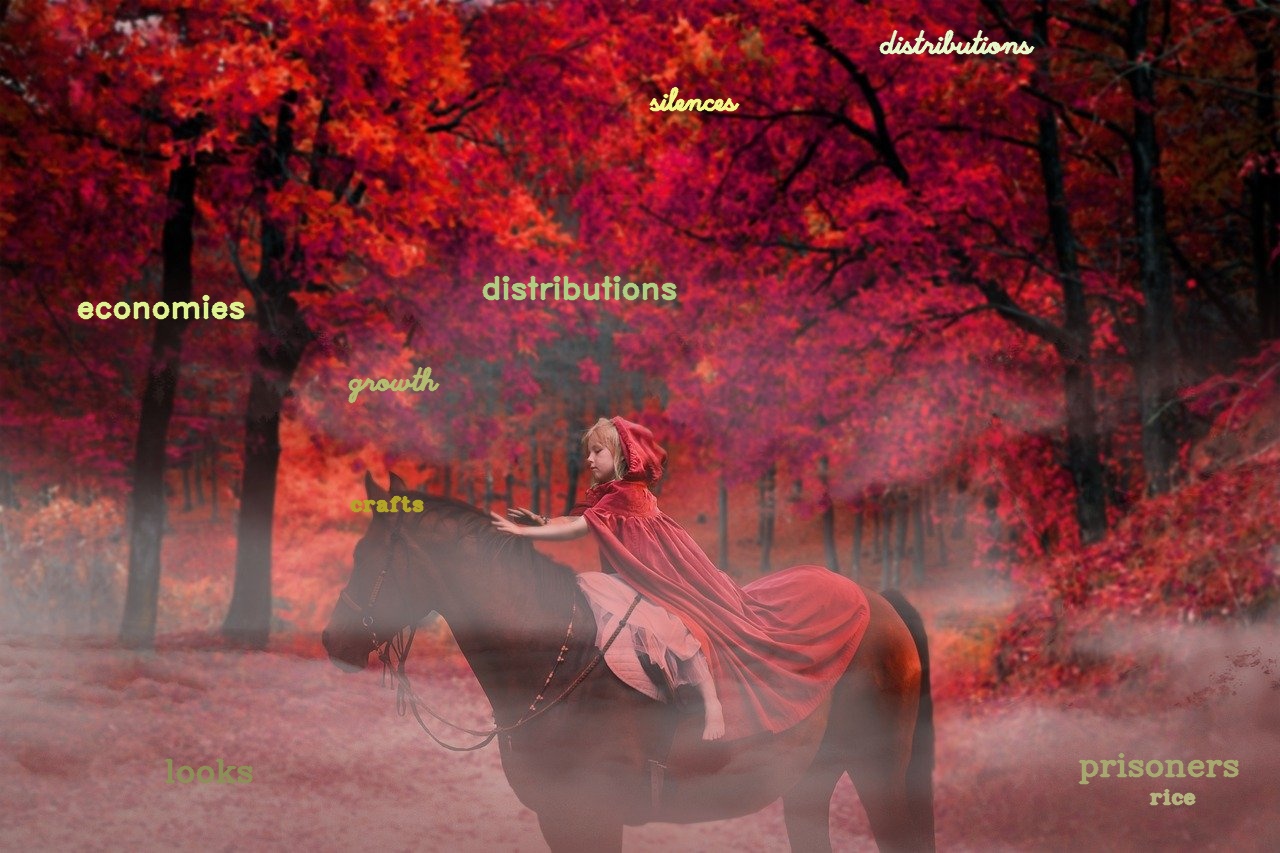 distributions
silences
distributions
economies
growth
crafts
looks
prisoners
rice